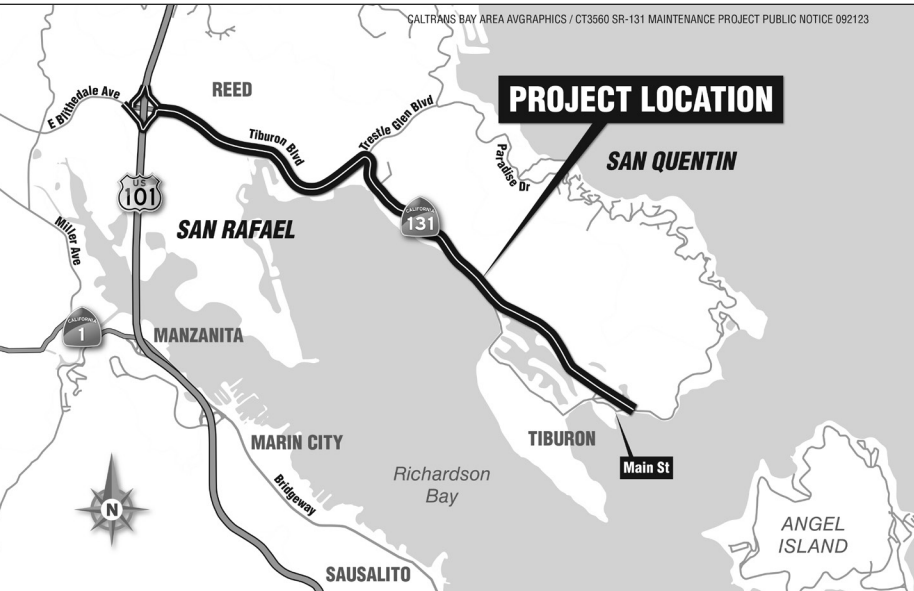 CALTRANS BAY AREA AVGRAPHICS / CT3560 SR-131 MAINTENANCE PROJECT PUBLIC NOTICE 092123
E Blithedale Ave
REED
PROJECT LOCATION
Trestle Glen Blvd
Tiburon Blvd
Paradise Dr
SAN QUENTIN
US
101
CALIFORNIA
131
SAN RAFAEL
Miller Ave
CALIFORNIA
1
MANZANITA
MARIN CITY
TIBURON
Main St
Richardson
Bay
Bridgeway
N
ANGEL
ISLAND
SAUSALITO